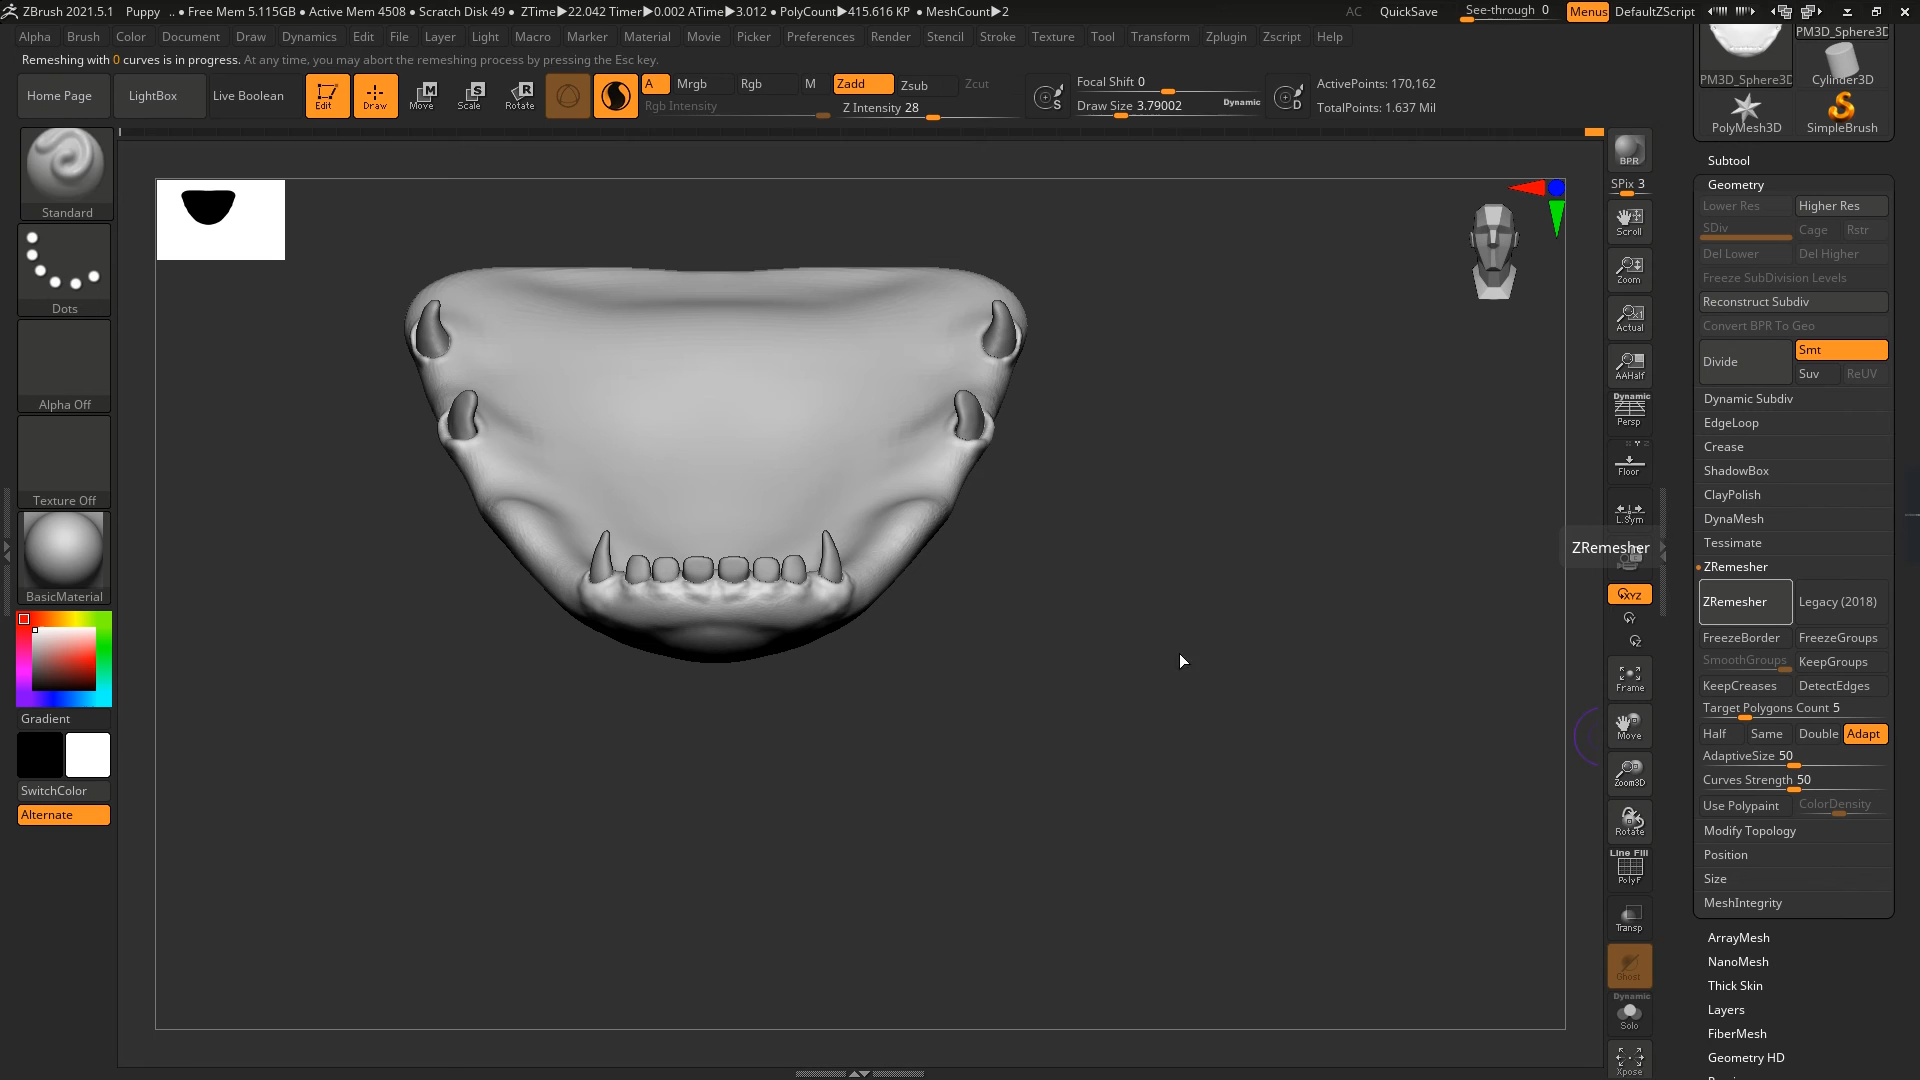 ZBrush 2021.5.1 Puppy .. ● Free Mem 5.115GB ● Active Mem 4508 ● Scratch Disk 49 ● ZTime▶22.042 Timer▶0.002 ATime▶3.012 ● PolyCount▶415.616 KP ● MeshCount▶2 AC QuickSave See-through 0 Menus DefaultZScript
Alpha Brush Color Document Draw Dynamics Edit File Layer Light Macro Marker Material Movie Picker Preferences Render Stencil Stroke Texture Tool Transform Zplugin Zscript Help
Remeshing with 0 curves is in progress. At any time, you may abort the remeshing process by pressing the Esc key.
Home Page LightBox Live Boolean Edit Draw Move Scale Rotate
A Mrgb Rgb M Zadd Zsub Zcut
Rgb Intensity Z Intensity 28
Focal Shift 0
Draw Size 3.79002 Dynamic
ActivePoints: 170,162
TotalPoints: 1.637 Mil
Standard
Dots
Alpha Off
Texture Off
BasicMaterial
Gradient
SwitchColor
Alternate
BPR
SPix 3
Scroll
Zoom
Actual
AAHalf
Dynamic
Persp
Floor
L.Sym
ZRemesher
XYZ
Y
Z
Frame
Move
Zoom3D
Rotate
Line Fill
PolyF
Transp
Ghost
Dynamic
Solo
Xpose
PM3D_Sphere3D
PM3D_Sphere3D Cylinder3D
PolyMesh3D SimpleBrush
Subtool
Geometry
Lower Res Higher Res
SDiv Cage Rstr
Del Lower Del Higher
Freeze SubDivision Levels
Reconstruct Subdiv
Convert BPR To Geo
Divide Smt
Suv ReUV
Dynamic Subdiv
EdgeLoop
Crease
ShadowBox
ClayPolish
DynaMesh
Tessimate
ZRemesher
ZRemesher Legacy (2018)
FreezeBorder FreezeGroups
SmoothGroups KeepGroups
KeepCreases DetectEdges
Target Polygons Count 5
Half Same Double Adapt
AdaptiveSize 50
Curves Strength 50
Use Polypaint ColorDensity
Modify Topology
Position
Size
MeshIntegrity
ArrayMesh
NanoMesh
Thick Skin
Layers
FiberMesh
Geometry HD